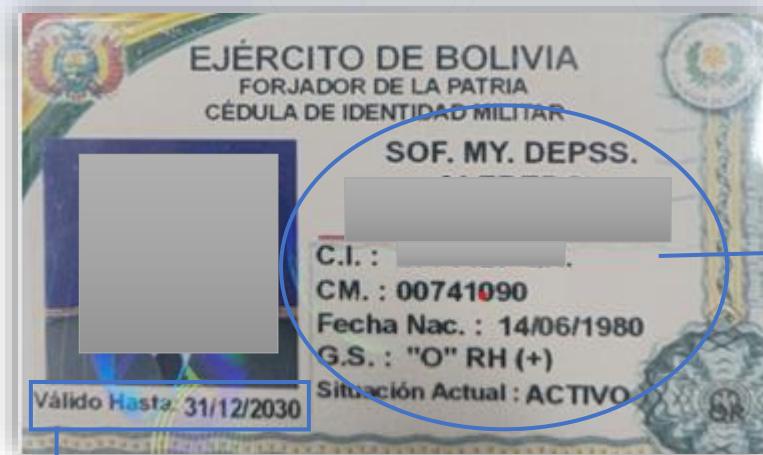 EJÉRCITO DE BOLIVIA
FORJADOR DE LA PATRIA
CÉDULA DE IDENTIDAD MILITAR
SOF. MY. DEPSS.
C.I. :
CM. : 00741090
Fecha Nac. : 14/06/1980
G.S. : "O" RH (+)
Situación Actual : ACTIVO
Válido Hasta: 31/12/2030